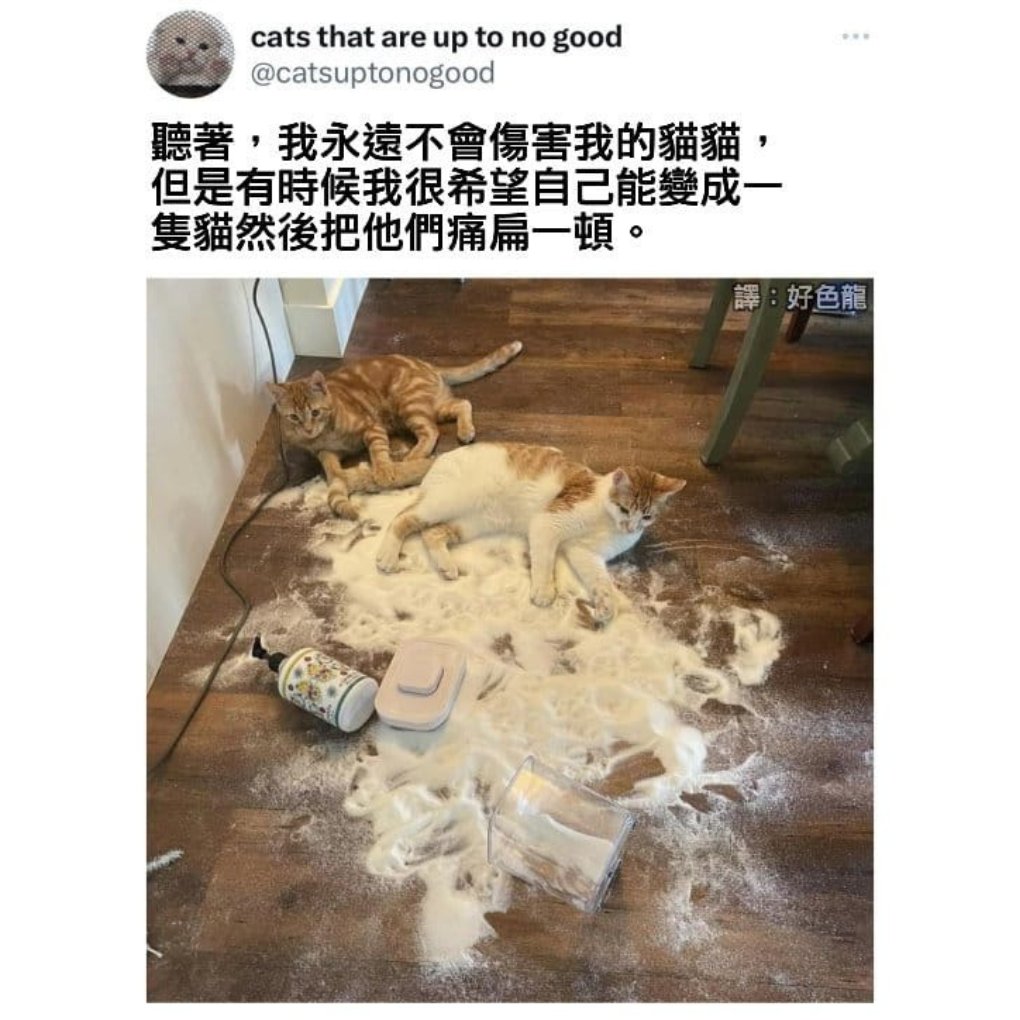 cats that are up to no good
@catsuptonogood
聽著，我永遠不會傷害我的貓貓，
但是有時候我很希望自己能變成一
隻貓然後把他們痛扁一頓。
譯：好色龍